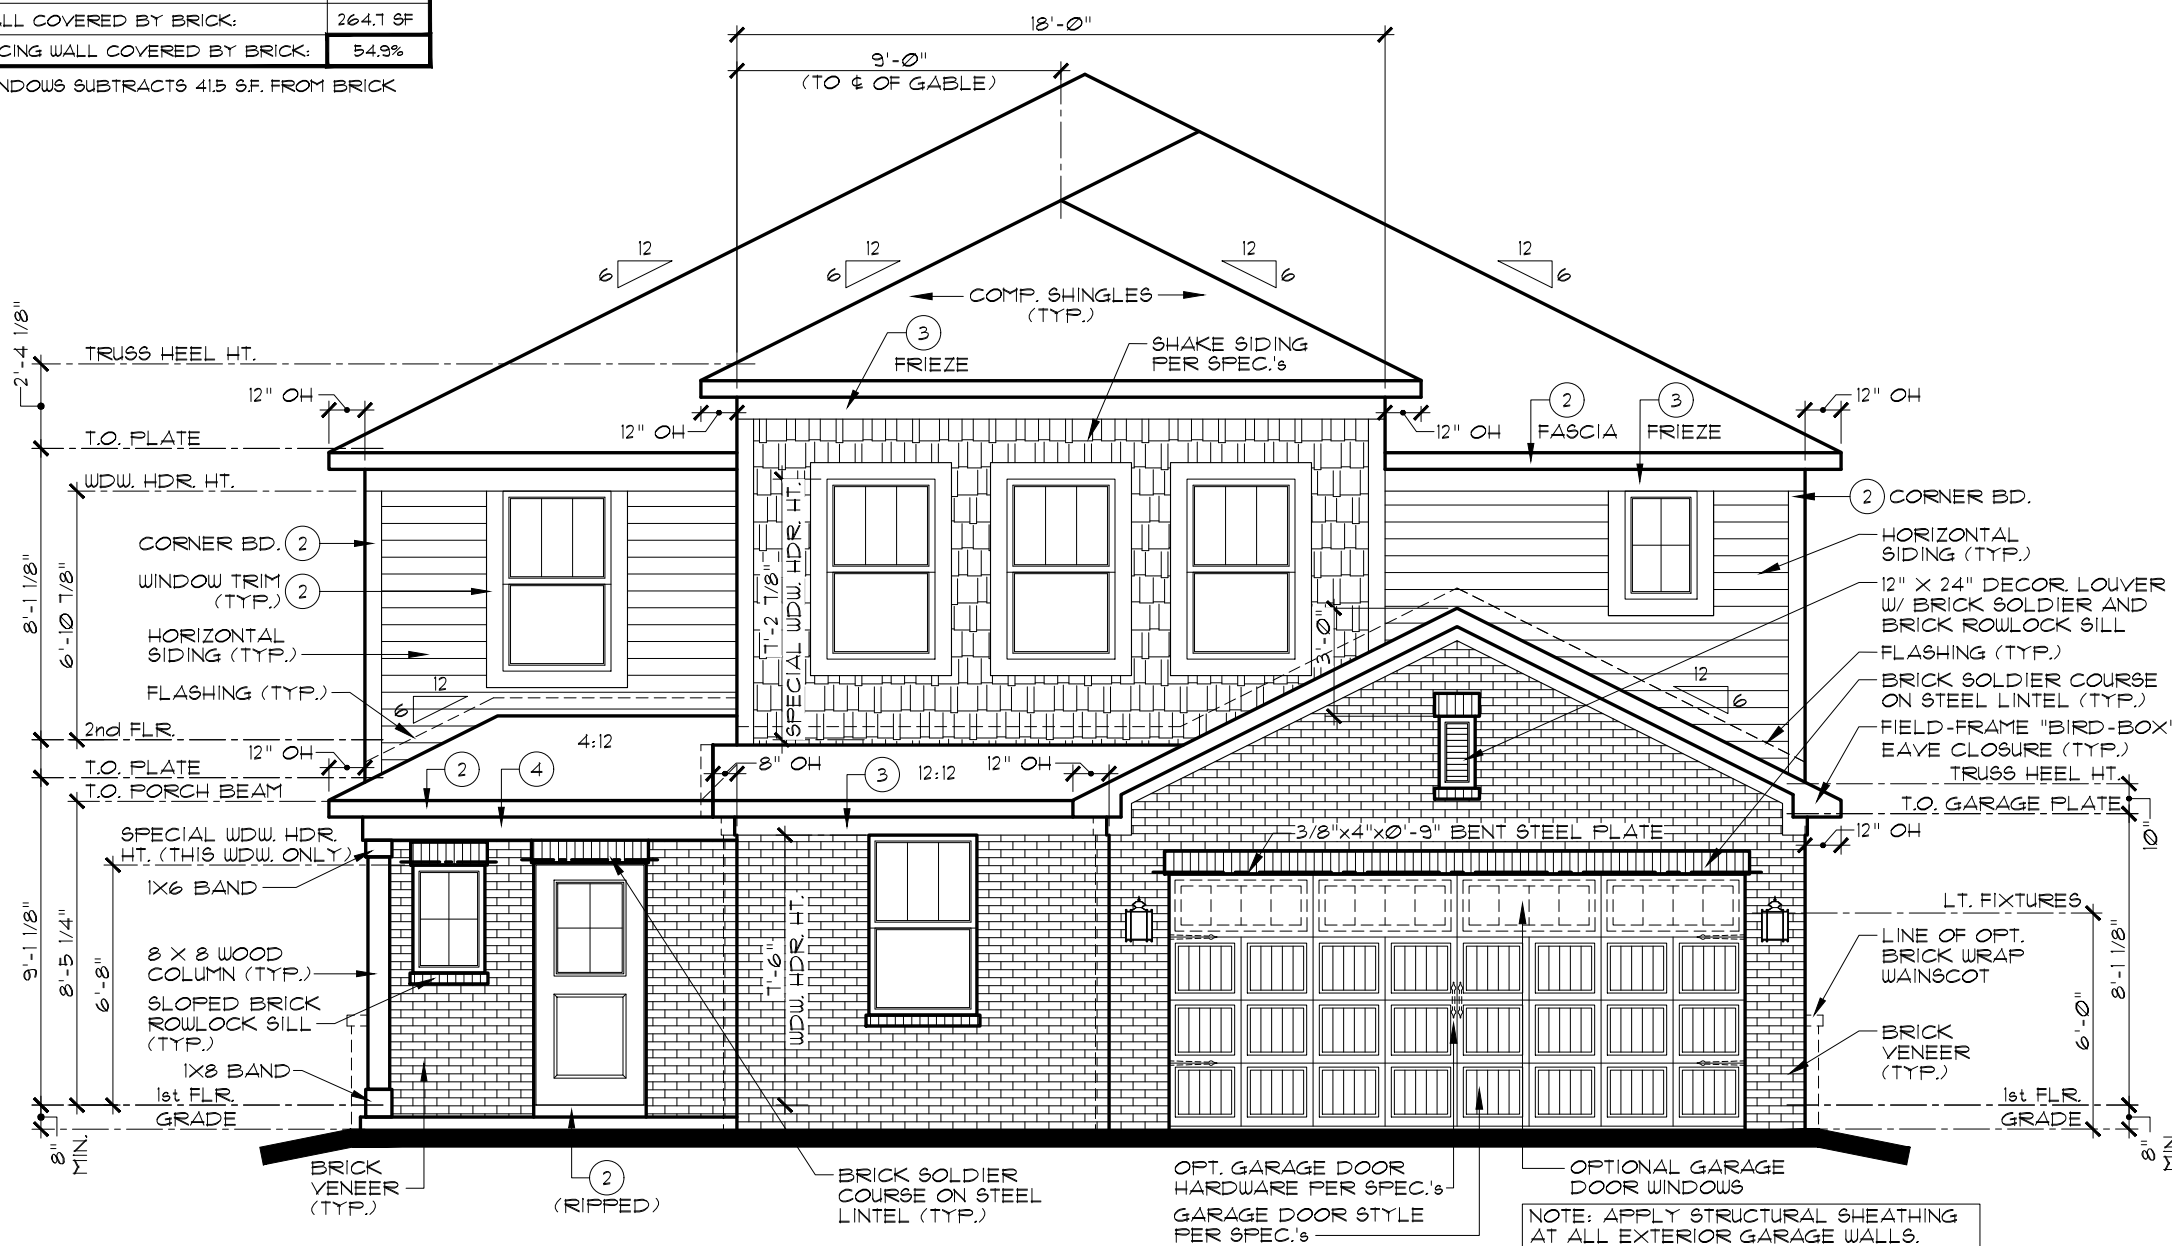 ALL COVERED BY BRICK: 264.7 SF
CING WALL COVERED BY BRICK: 54.9%
NDOWS SUBTRACTS 41.5 S.F. FROM BRICK
18'-0"
9'-0"
(TO ℄ OF GABLE)
12
6
12
6
12
6
12
6
COMP. SHINGLES
(TYP.)
3
FRIEZE
SHAKE SIDING
PER SPEC.'s
2'-4 1/8"
TRUSS HEEL HT.
12" OH
12" OH
12" OH
2
FASCIA
3
FRIEZE
12" OH
T.O. PLATE
WDW. HDR. HT.
CORNER BD. 2
WINDOW TRIM
(TYP.) 2
HORIZONTAL
SIDING (TYP.)
FLASHING (TYP.)
8'-1 1/8"
6'-10 7/8"
12
6
2nd FLR.
12" OH
T.O. PLATE
T.O. PORCH BEAM
4:12
2
4
7'-2 7/8"
SPECIAL WDW. HDR. HT.
8" OH
3
12:12
12" OH
3'-0"
2 CORNER BD.
HORIZONTAL
SIDING (TYP.)
12" X 24" DECOR. LOUVER
W/ BRICK SOLDIER AND
BRICK ROWLOCK SILL
FLASHING (TYP.)
12
6
BRICK SOLDIER COURSE
ON STEEL LINTEL (TYP.)
FIELD-FRAME "BIRD-BOX"
EAVE CLOSURE (TYP.)
TRUSS HEEL HT.
T.O. GARAGE PLATE
10"
12" OH
SPECIAL WDW. HDR.
HT. (THIS WDW. ONLY)
1X6 BAND
8 X 8 WOOD
COLUMN (TYP.)
SLOPED BRICK
ROWLOCK SILL
(TYP.)
1X8 BAND
1st FLR.
GRADE
9'-1 1/8"
8'-5 1/4"
6'-8"
8"
MIN.
7'-6"
WDW. HDR. HT.
3/8"x4"x0'-9" BENT STEEL PLATE
LT. FIXTURES
LINE OF OPT.
BRICK WRAP
WAINSCOT
BRICK
VENEER
(TYP.)
6'-0"
8'-1 1/8"
1st FLR.
GRADE
8"
BRICK
VENEER
(TYP.)
2
(RIPPED)
BRICK SOLDIER
COURSE ON STEEL
LINTEL (TYP.)
OPT. GARAGE DOOR
HARDWARE PER SPEC.'s
GARAGE DOOR STYLE
PER SPEC.'s
OPTIONAL GARAGE
DOOR WINDOWS
NOTE: APPLY STRUCTURAL SHEATHING
AT ALL EXTERIOR GARAGE WALLS.